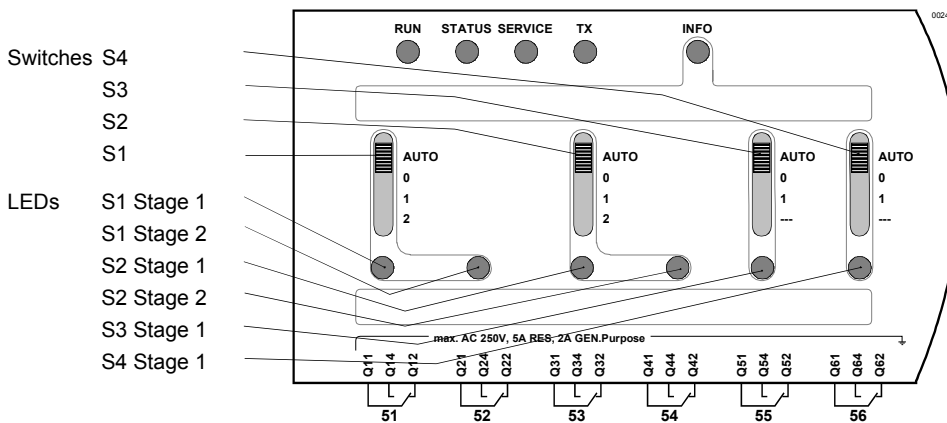 0024
RUN STATUS SERVICE TX INFO
Switches S4
S3
S2
S1
AUTO AUTO AUTO AUTO
0 0 0 0
1 1 1 1
2 2 --- ---
LEDs S1 Stage 1
S1 Stage 2
S2 Stage 1
S2 Stage 2
S3 Stage 1
S4 Stage 1
max. AC 250V, 5A RES, 2A GEN.Purpose
Q11 Q14 Q12 Q21 Q24 Q22 Q31 Q34 Q32 Q41 Q44 Q42 Q51 Q54 Q52 Q61 Q64 Q62
51 52 53 54 55 56